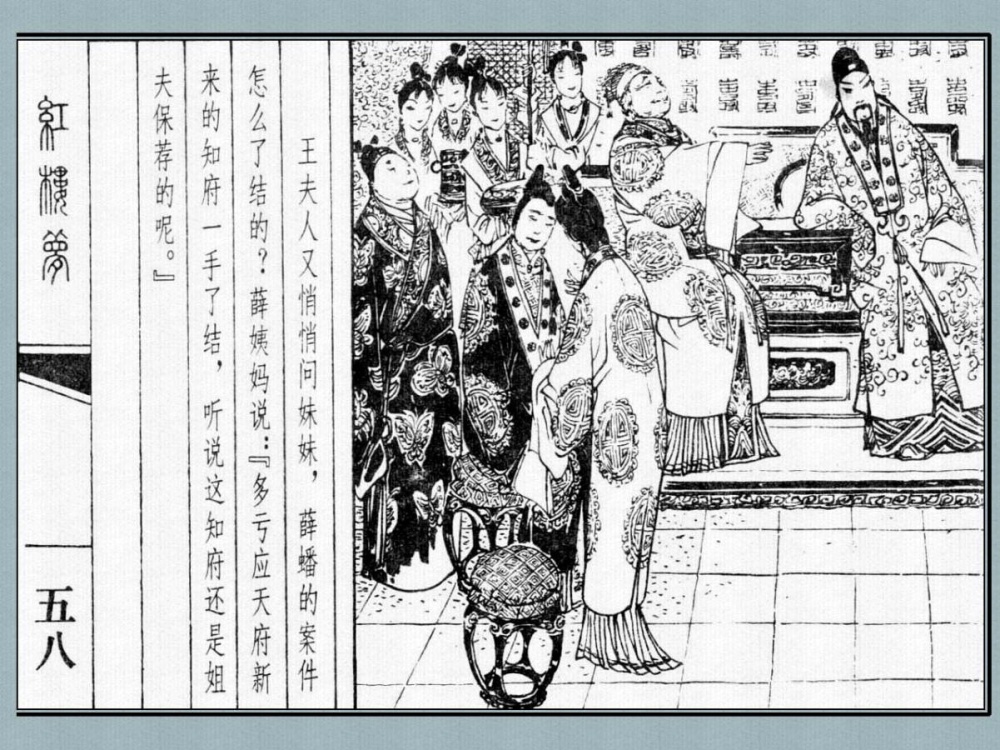 王夫人又悄悄问妹妹，薛蟠的案件
怎么了结的？薛姨妈说：『多亏应天府新
来的知府一手了结，听说这知府还是姐
夫保荐的呢。』
紅樓夢
五八